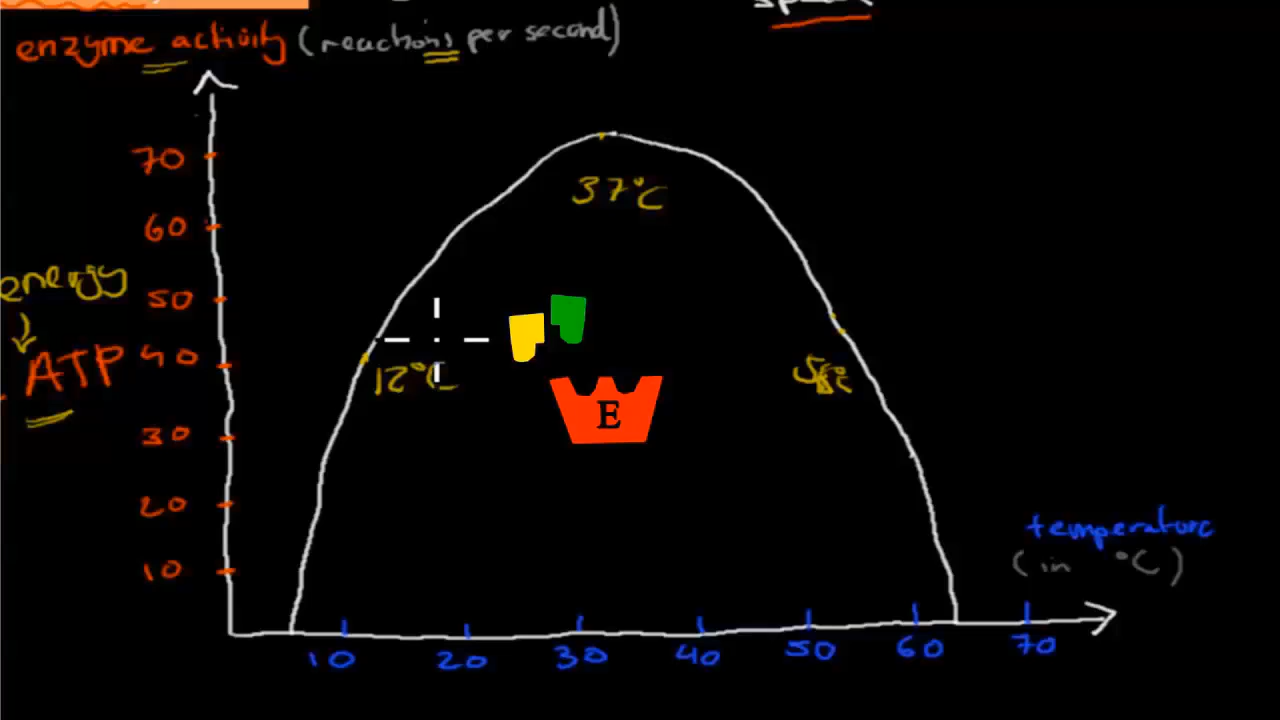 enzyme activity (reactions per second)
70
37°C
60
energy
50
40
ATP
12°C
E
30
20
temperature
10
(in °C)
10 20 30 40 50 60 70